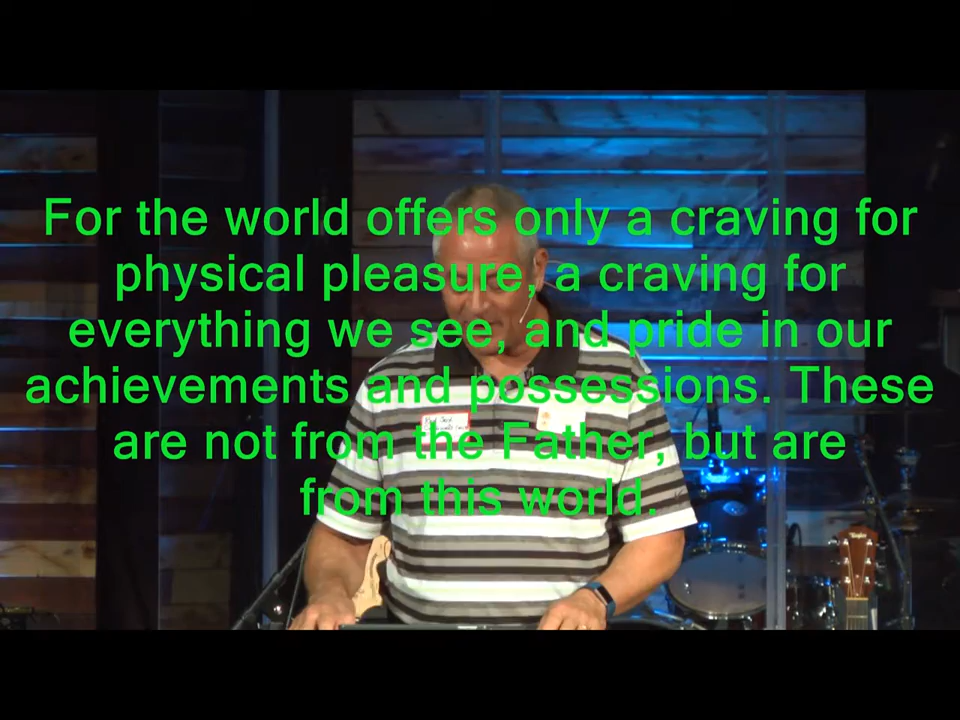 For the world offers only a craving for
physical pleasure, a craving for
everything we see, and pride in our
achievements and possessions. These
are not from the Father, but are
from this world.